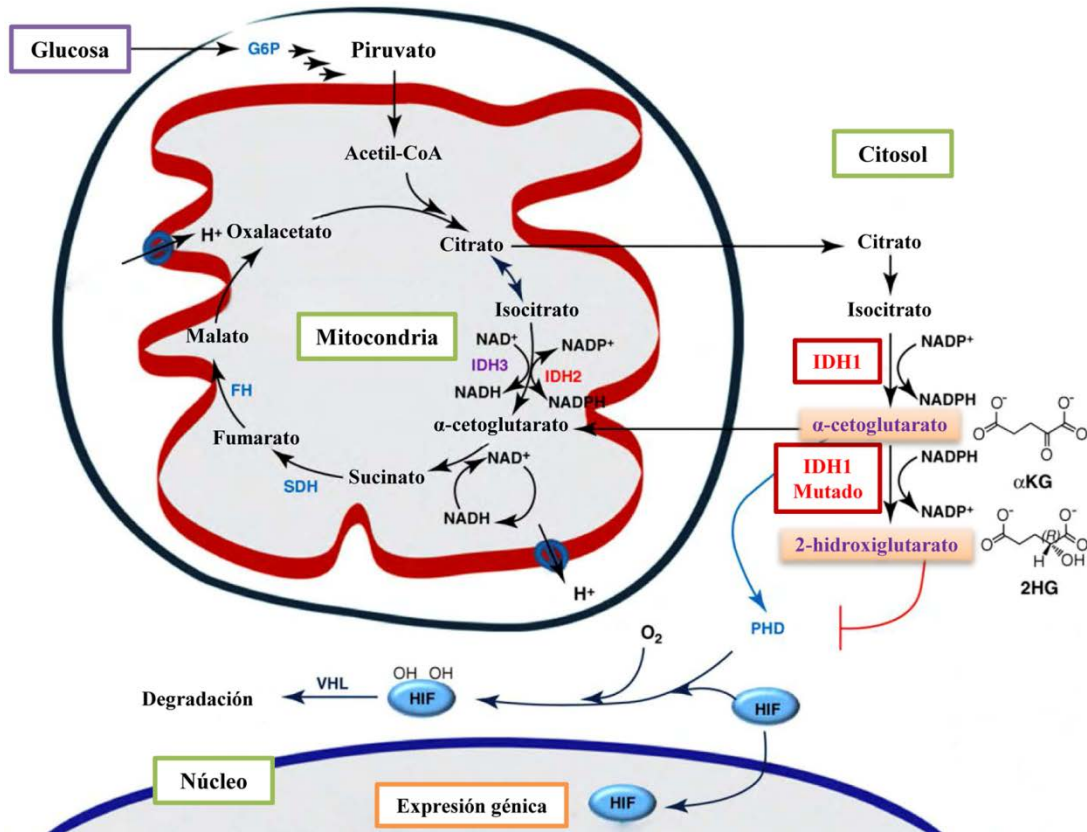 Glucosa
G6P
Piruvato
Acetil-CoA
Citosol
H⁺
Oxalacetato
Citrato
Citrato
Isocitrato
Isocitrato
Malato
Mitocondria
NAD⁺
NADP⁺
IDH3
IDH2
NADH
NADPH
NADP⁺
IDH1
NADPH
FH
α-cetoglutarato
α-cetoglutarato
O⁻
O⁻
O
O
O
αKG
Fumarato
NAD⁺
IDH1
Mutado
NADPH
SDH
Sucinato
NADH
NADP⁺
2-hidroxiglutarato
O⁻
O⁻
O
(R)
O
H
OH
2HG
H⁺
PHD
O₂
OH OH
Degradación
VHL
HIF
HIF
Núcleo
Expresión génica
HIF